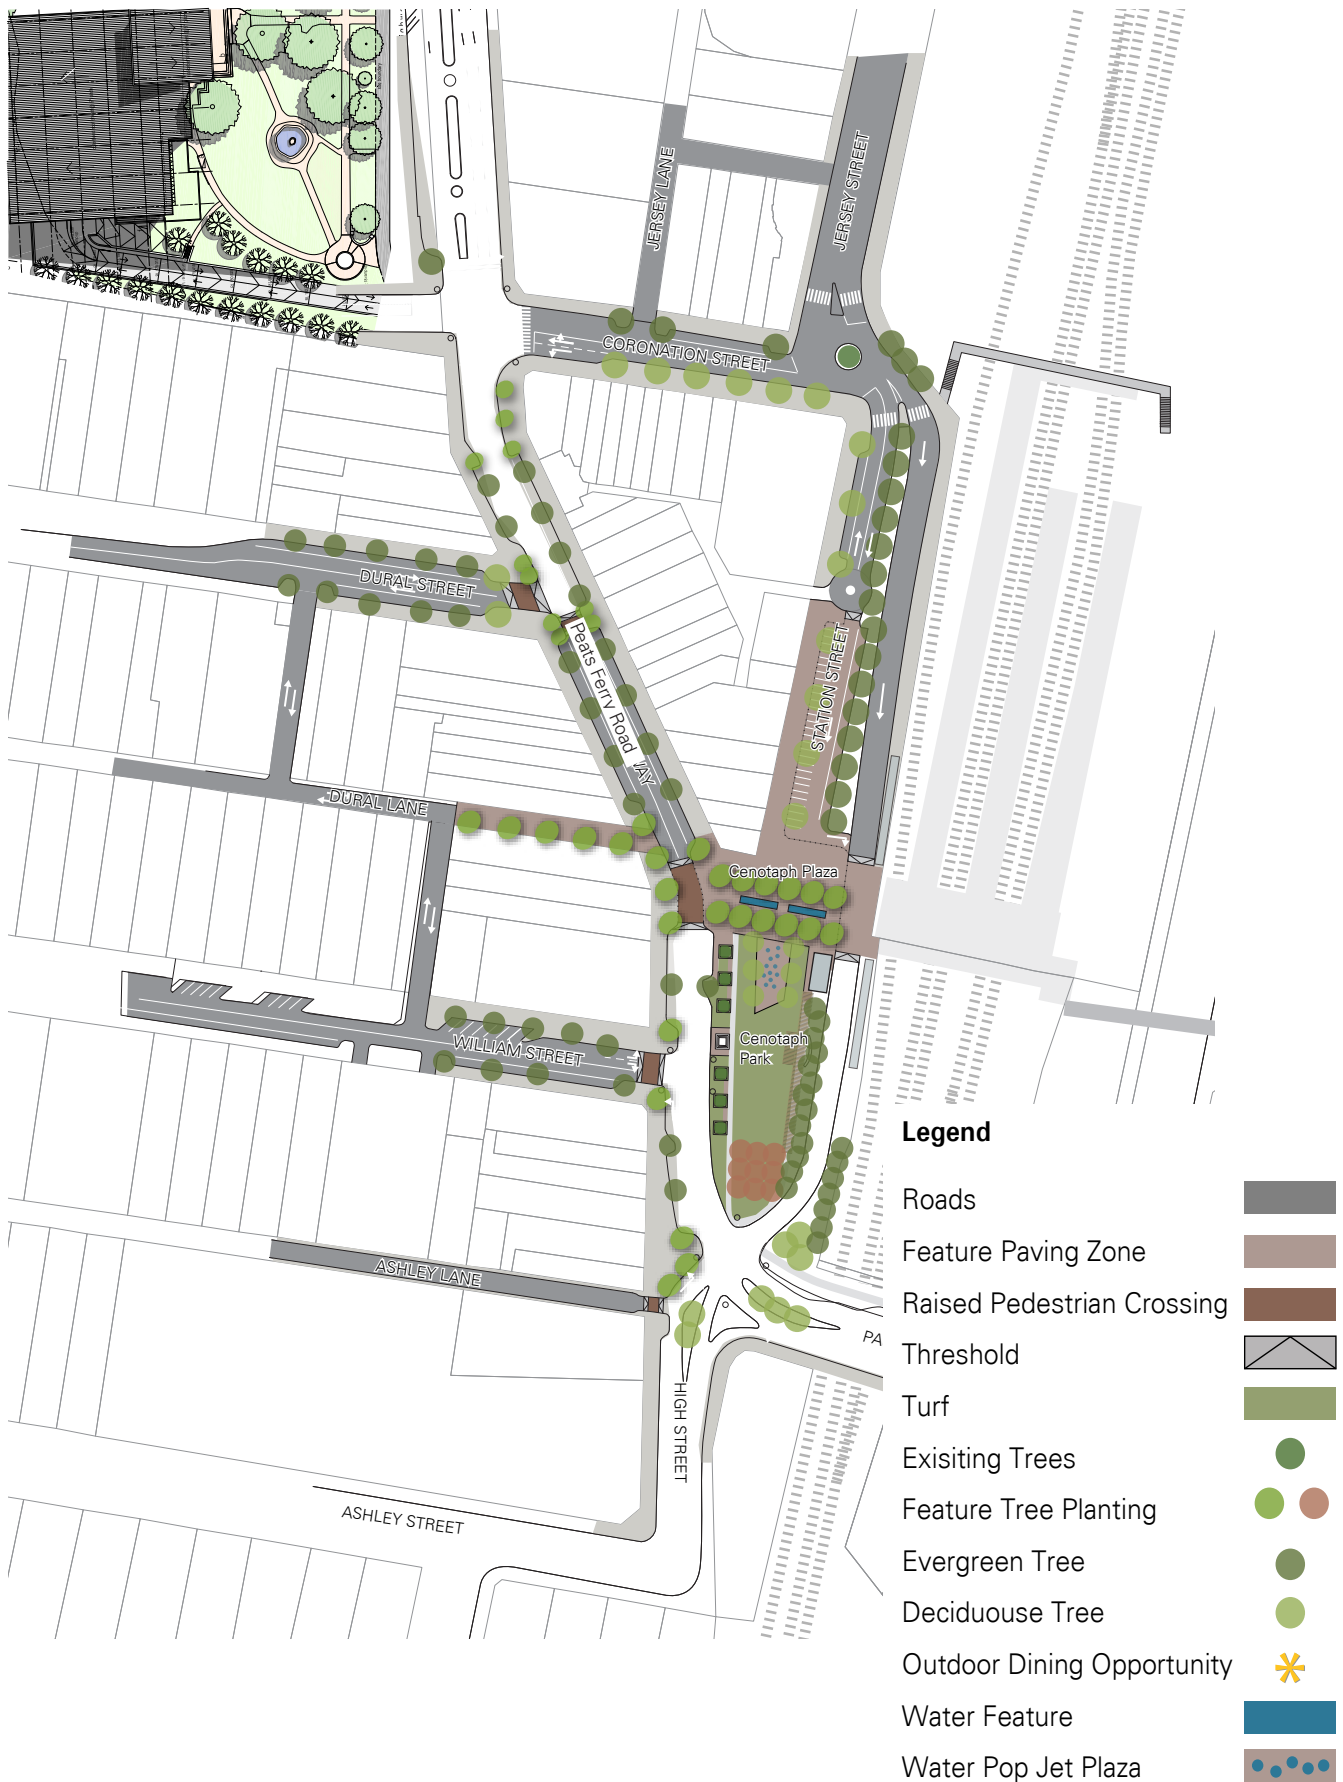 JERSEY LANE
JERSEY STREET
CORONATION STREET
DURAL STREET
Peats Ferry Road
WAY
STATION STREET
DURAL LANE
Cenotaph Plaza
WILLIAM STREET
Cenotaph
Park
ASHLEY LANE
PA
HIGH STREET
ASHLEY STREET
Legend
Roads
Feature Paving Zone
Raised Pedestrian Crossing
Threshold
Turf
Exisiting Trees
Feature Tree Planting
Evergreen Tree
Deciduouse Tree
Outdoor Dining Opportunity
Water Feature
Water Pop Jet Plaza